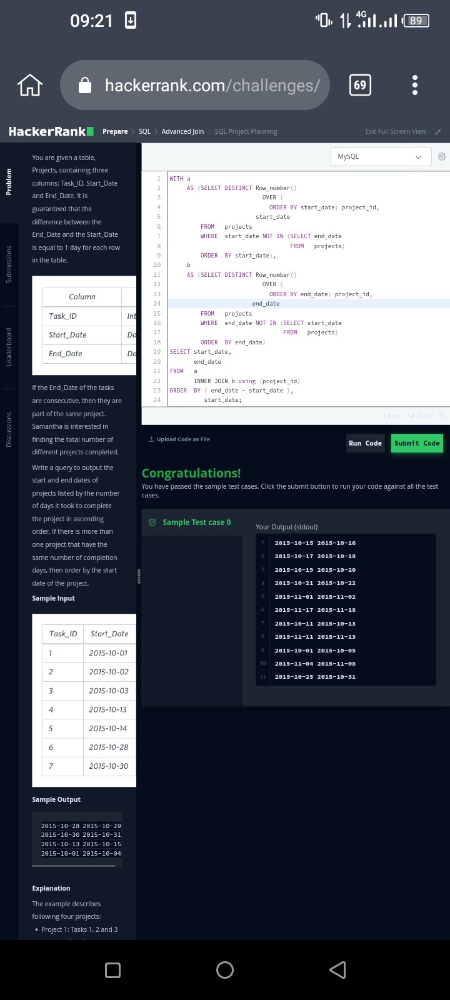 09:21
4G
89
hackerrank.com/challenges/
69
HackerRank
Prepare > SQL > Advanced Join > SQL Project Planning
Exit Full Screen View
Problem
Submissions
Leaderboard
Discussions
You are given a table,
Projects, containing three
columns: Task_ID, Start_Date
and End_Date. It is
guaranteed that the
difference between the
End_Date and the Start_Date
is equal to 1 day for each row
in the table.
Column
Task_ID Int
Start_Date Da
End_Date Da
If the End_Date of the tasks
are consecutive, then they are
part of the same project.
Samantha is interested in
finding the total number of
different projects completed.
Write a query to output the
start and end dates of
projects listed by the number
of days it took to complete
the project in ascending
order. If there is more than
one project that have the
same number of completion
days, then order by the start
date of the project.
Sample Input
Task_ID Start_Date
1 2015-10-01
2 2015-10-02
3 2015-10-03
4 2015-10-13
5 2015-10-14
6 2015-10-28
7 2015-10-30
Sample Output
2015-10-28 2015-10-29
2015-10-30 2015-10-31
2015-10-13 2015-10-15
2015-10-01 2015-10-04
Explanation
The example describes
following four projects:
• Project 1: Tasks 1, 2 and 3
MySQL
1 WITH a
2 AS (SELECT DISTINCT Row_number()
3 OVER (
4 ORDER BY start_date) project_id,
5 start_date
6 FROM projects
7 WHERE start_date NOT IN (SELECT end_date
8 FROM projects)
9 ORDER BY start_date),
10 b
11 AS (SELECT DISTINCT Row_number()
12 OVER (
13 ORDER BY end_date) project_id,
14 end_date
15 FROM projects
16 WHERE end_date NOT IN (SELECT start_date
17 FROM projects)
18 ORDER BY end_date)
19 SELECT start_date,
20 end_date
21 FROM a
22 INNER JOIN b using (project_id)
23 ORDER BY ( end_date - start_date ),
24 start_date;
Line: 14 Col: 33
Upload Code as File
Run Code
Submit Code
Congratulations!
You have passed the sample test cases. Click the submit button to run your code against all the test
cases.
Sample Test case 0
Your Output (stdout)
1 2015-10-15 2015-10-16
2 2015-10-17 2015-10-18
3 2015-10-19 2015-10-20
4 2015-10-21 2015-10-22
5 2015-11-01 2015-11-02
6 2015-11-17 2015-11-18
7 2015-10-11 2015-10-13
8 2015-11-11 2015-11-13
9 2015-10-01 2015-10-05
10 2015-11-04 2015-11-08
11 2015-10-25 2015-10-31